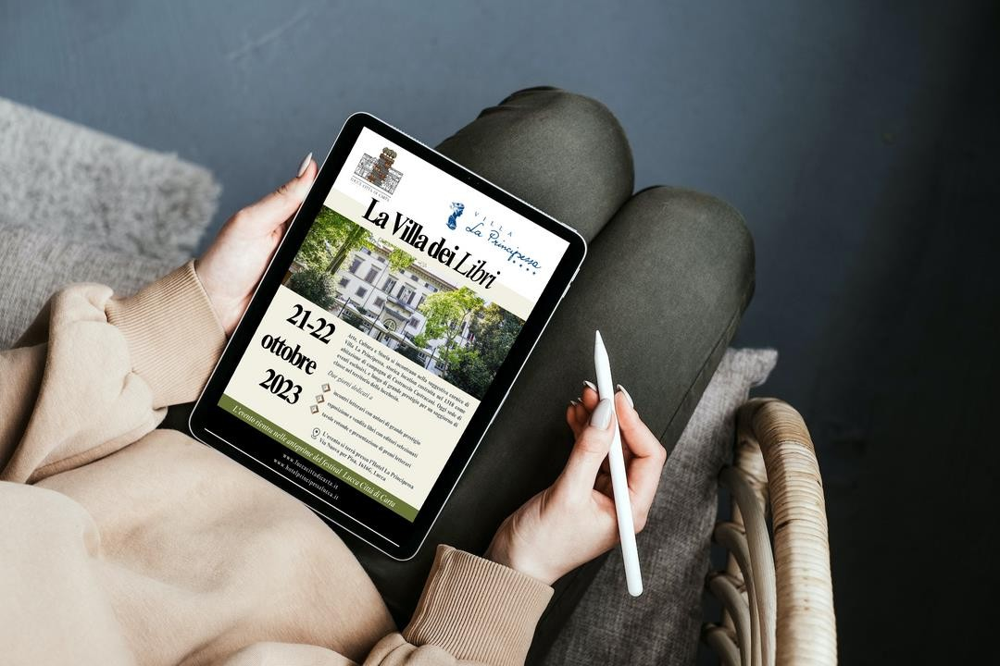 LUCCA CITTÀ DI CARTA
VILLA
La Principessa
La Villa dei Libri
21-22
ottobre
2023
Arte, Cultura e Storia si incontrano nella suggestiva cornice di
Villa La Principessa, storica location costruita nel 1318 come
abitazione di campagna di Castruccio Castracani. Oggi sede di
eventi esclusivi, e luogo di grande prestigio per un soggiorno di
classe nel territorio della lucchesia.
Due giorni dedicati a
incontri letterari con autori di grande prestigio
esposizione e vendita libri con editori selezionati
tavole rotonde e presentazione di premi letterari
L'evento si terrà presso l'Hotel La Principessa
Via Nuova per Pisa, 1616G, Lucca
L'evento rientra nelle anteprime del festival Lucca Città di Carta
www.luccacittadicarta.it
www.hotelprincipessalucca.it